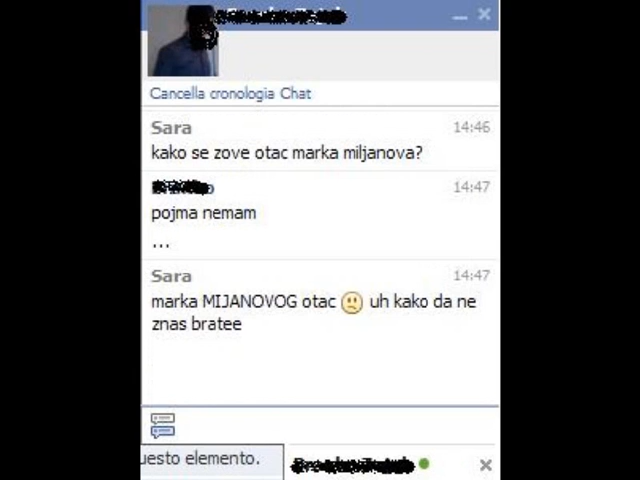 Cancella cronologia Chat
Sara 14:46
kako se zove otac marka miljanova?
14:47
pojma nemam
...
Sara 14:47
marka MIJANOVOG otac uh kako da ne
znas bratee
uesto elemento.